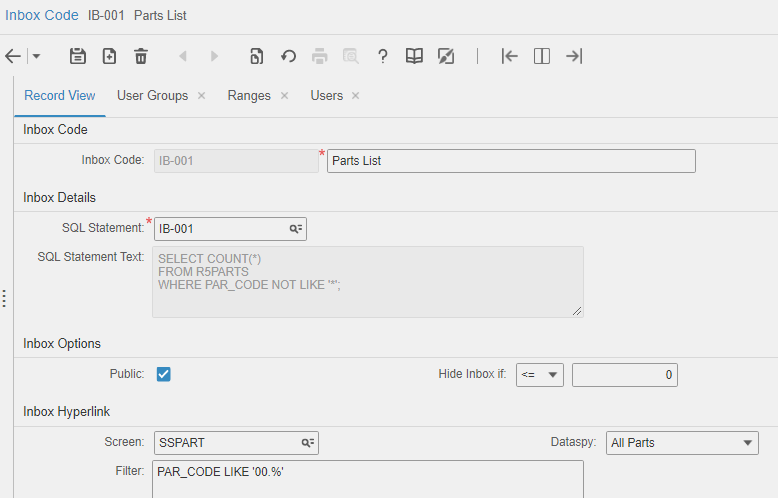 Inbox Code IB-001 Parts List
Record View User Groups × Ranges × Users ×
Inbox Code
Inbox Code: IB-001 * Parts List
Inbox Details
SQL Statement: * IB-001
SQL Statement Text: SELECT COUNT(*)
FROM R5PARTS
WHERE PAR_CODE NOT LIKE '*';
Inbox Options
Public: Hide Inbox if: <= 0
Inbox Hyperlink
Screen: SSPART Dataspy: All Parts
Filter: PAR_CODE LIKE '00.%'